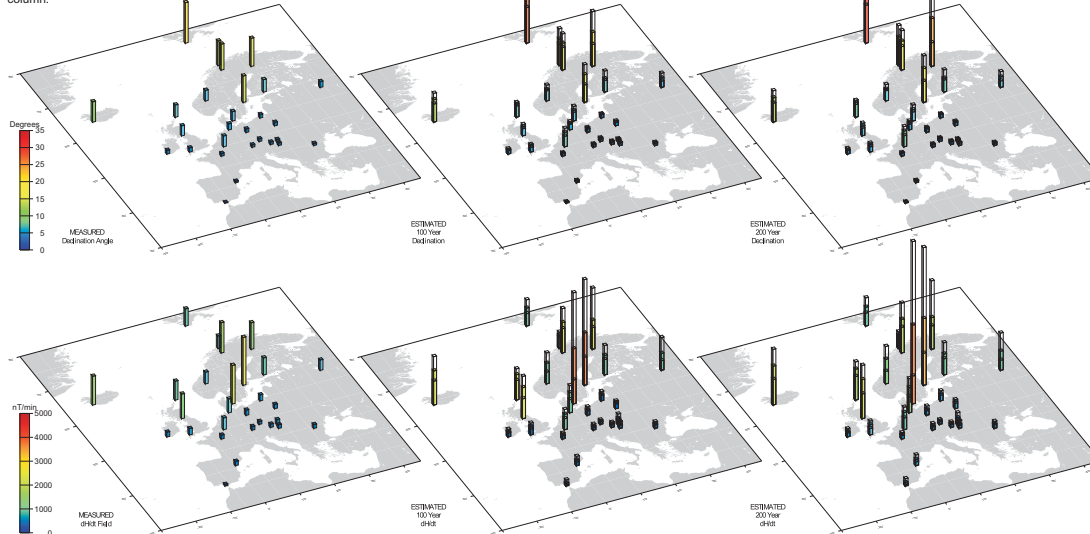 column.
Degrees
35
30
25
20
15
10
5
0
MEASURED
Declination Angle
ESTIMATED
100 Year
Declination
ESTIMATED
200 Year
Declination
nT/min
5000
4000
3000
2000
1000
0
MEASURED
dH/dt Field
ESTIMATED
100 Year
dH/dt
ESTIMATED
200 Year
dH/dt